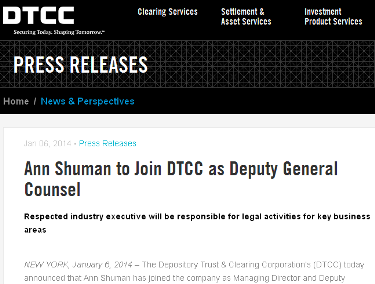 DTCC
Securing Today. Shaping Tomorrow.™
Clearing Services
Settlement &
Asset Services
Investment
Product Services
PRESS RELEASES
Home / News & Perspectives
Jan 06, 2014 • Press Releases
Ann Shuman to Join DTCC as Deputy General
Counsel
Respected industry executive will be responsible for legal activities for key business
areas
NEW YORK, January 6, 2014 – The Depository Trust & Clearing Corporation's (DTCC) today
announced that Ann Shuman has joined the company as Managing Director and Deputy